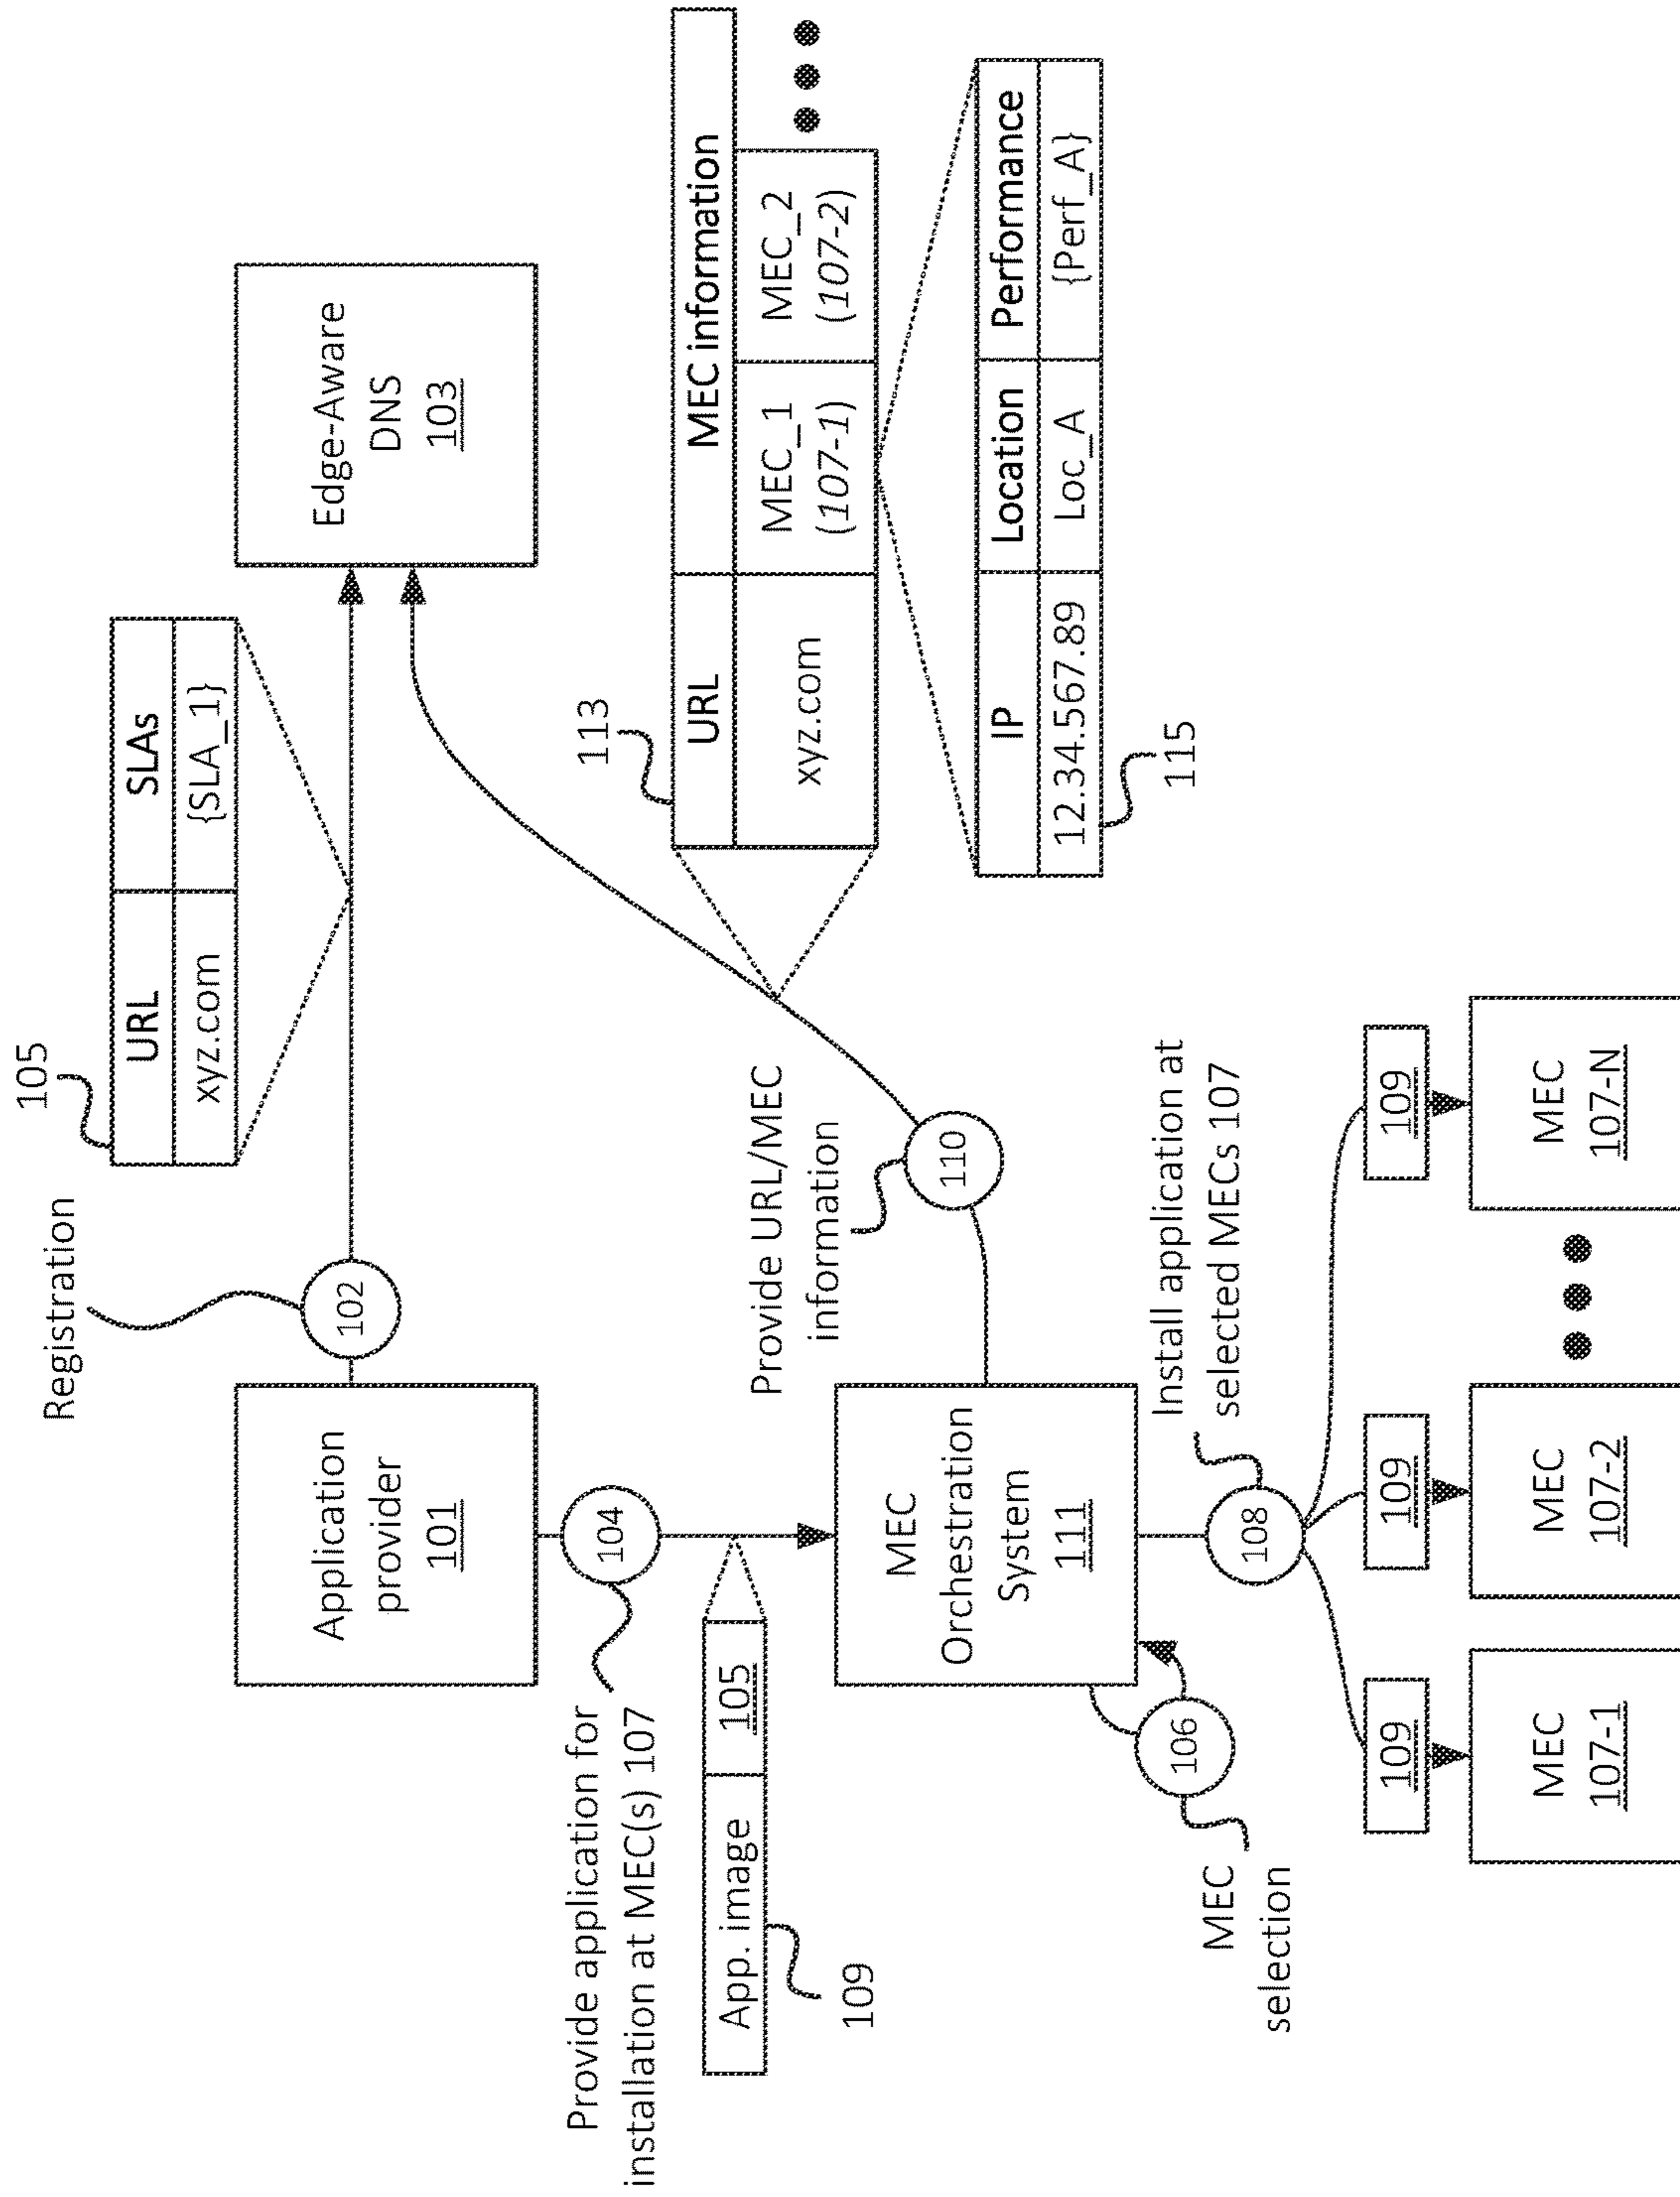 105
URL SLAs
xyz.com {SLA_1}
Registration
102
Application
provider
101
Edge-Aware
DNS
103
Provide application for
installation at MEC(s) 107
104
App. image 105
109
Provide URL/MEC
information
110
113
URL MEC information
xyz.com
MEC_1
(107-1)
MEC_2
(107-2)
IP Location Performance
12.34.567.89 Loc_A {Perf_A}
115
MEC
Orchestration
System
111
106
MEC
selection
108
Install application at
selected MECs 107
109 109 109
MEC
107-1
MEC
107-2
MEC
107-N